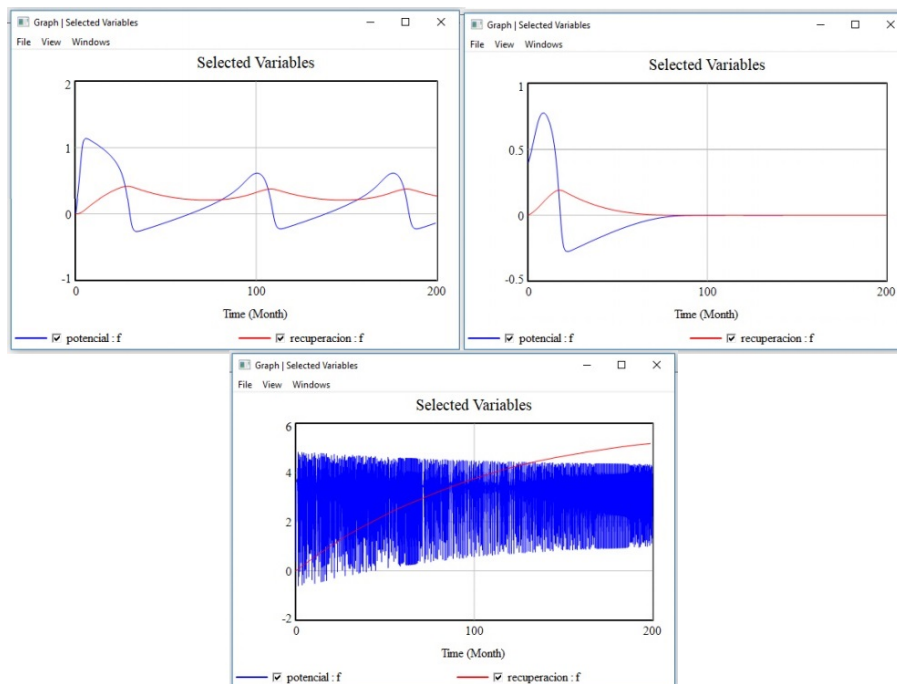 Graph | Selected Variables
File View Windows
Selected Variables
2
1
0
-1
0 100 200
Time (Month)
potencial : f recuperacion : f
Graph | Selected Variables
File View Windows
Selected Variables
1
0.5
0
-0.5
0 100 200
Time (Month)
potencial : f recuperacion : f
Graph | Selected Variables
File View Windows
Selected Variables
6
4
2
0
-2
0 100 200
Time (Month)
potencial : f recuperacion : f